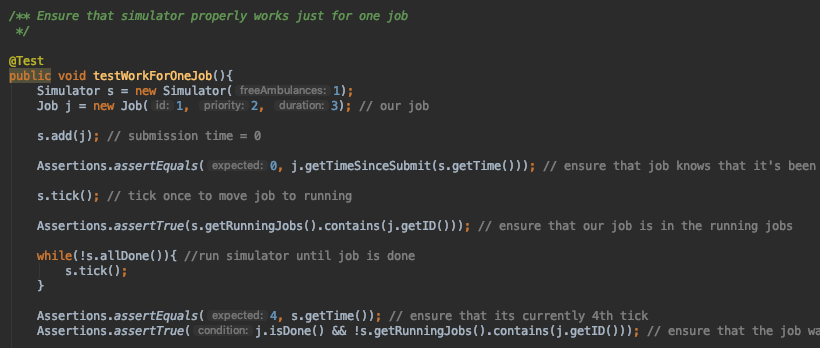 /** Ensure that simulator properly works just for one job
*/
@Test
public void testWorkForOneJob(){
Simulator s = new Simulator( freeAmbulances: 1);
Job j = new Job( id: 1, priority: 2, duration: 3); // our job
s.add(j); // submission time = 0
Assertions.assertEquals( expected: 0, j.getTimeSinceSubmit(s.getTime())); // ensure that job knows that it's been
s.tick(); // tick once to move job to running
Assertions.assertTrue(s.getRunningJobs().contains(j.getID())); // ensure that our job is in the running jobs
while(!s.allDone()){ //run simulator until job is done
s.tick();
}
Assertions.assertEquals( expected: 4, s.getTime()); // ensure that its currently 4th tick
Assertions.assertTrue( condition: j.isDone() && !s.getRunningJobs().contains(j.getID())); // ensure that the job wa